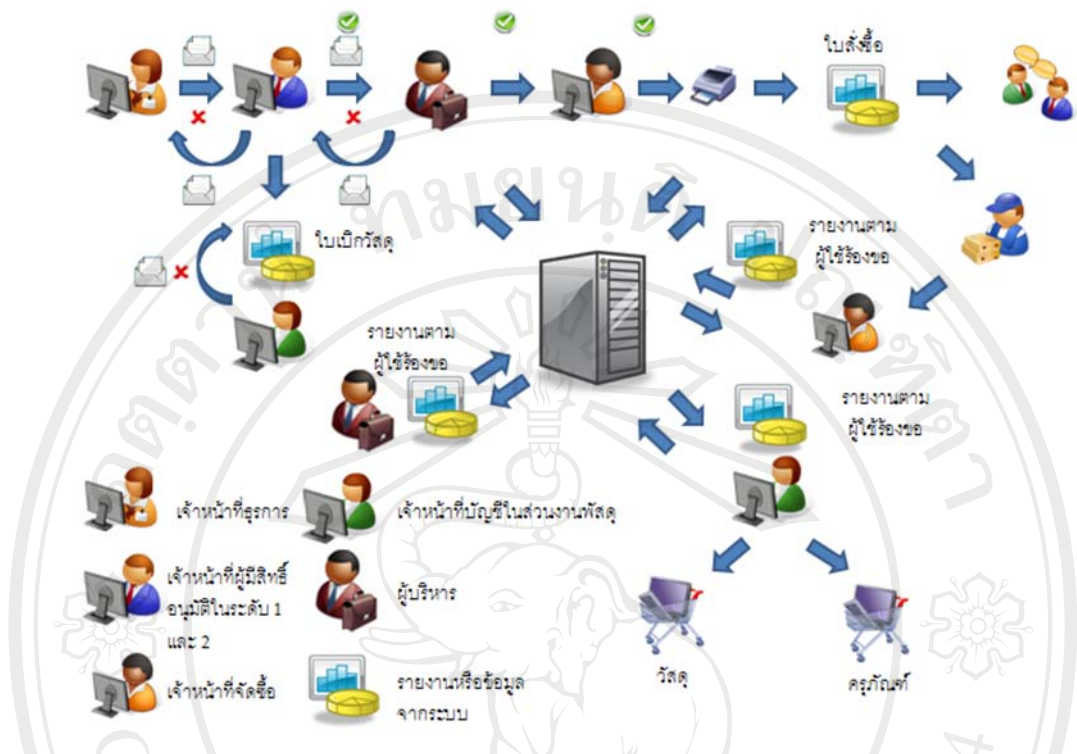 ใบสั่งซื้อ
ใบเบิกวัสดุ
รายงานตาม
ผู้ใช้ร้องขอ
รายงานตาม
ผู้ใช้ร้องขอ
รายงานตาม
ผู้ใช้ร้องขอ
เจ้าหน้าที่ธุรการ
เจ้าหน้าที่บัญชีในส่วนงานพัสดุ
เจ้าหน้าที่ผู้มีสิทธิ์
อนุมัติในระดับ 1
และ 2
ผู้บริหาร
เจ้าหน้าที่จัดซื้อ
รายงานหรือข้อมูล
จากระบบ
วัสดุ
ครุภัณฑ์